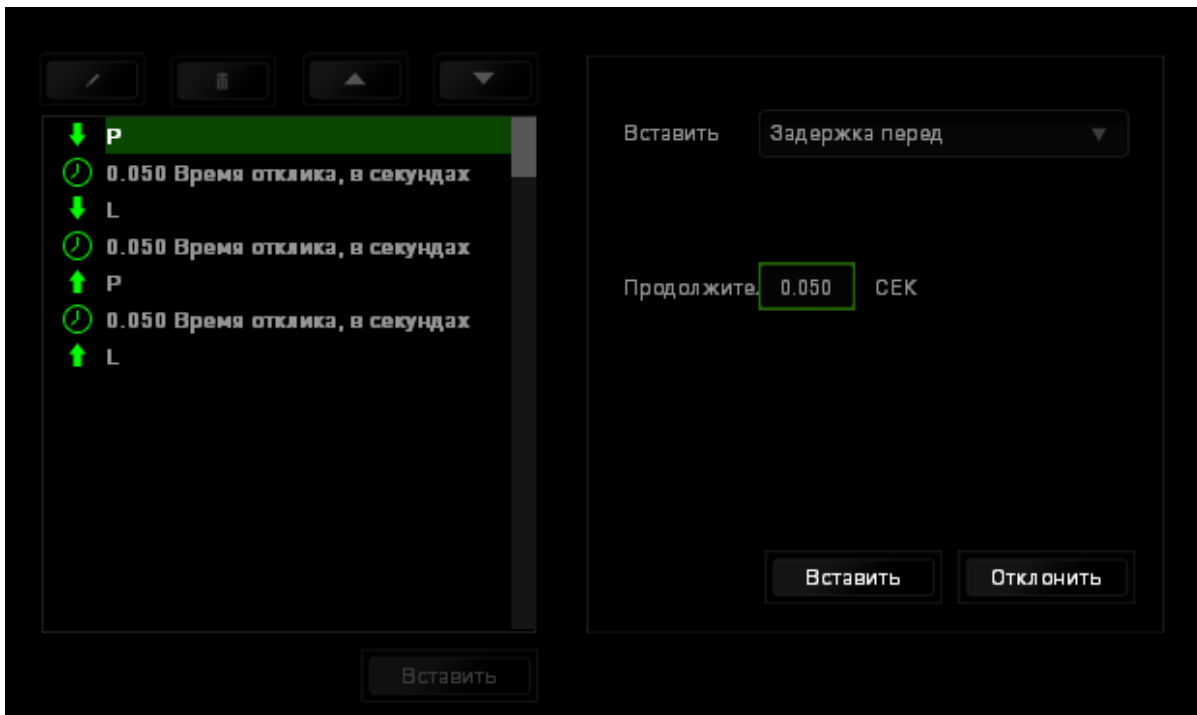 P
0.050 Время отклика, в секундах
L
0.050 Время отклика, в секундах
P
0.050 Время отклика, в секундах
L
Вставить
Вставить Задержка перед
Продолжите 0.050 СЕК
Вставить Отклонить